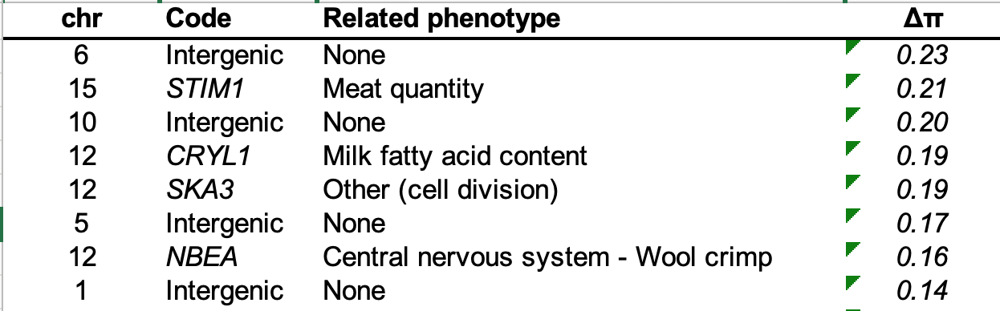 chr Code Related phenotype Δπ
6 Intergenic None 0.23
15 STIM1 Meat quantity 0.21
10 Intergenic None 0.20
12 CRYL1 Milk fatty acid content 0.19
12 SKA3 Other (cell division) 0.19
5 Intergenic None 0.17
12 NBEA Central nervous system - Wool crimp 0.16
1 Intergenic None 0.14